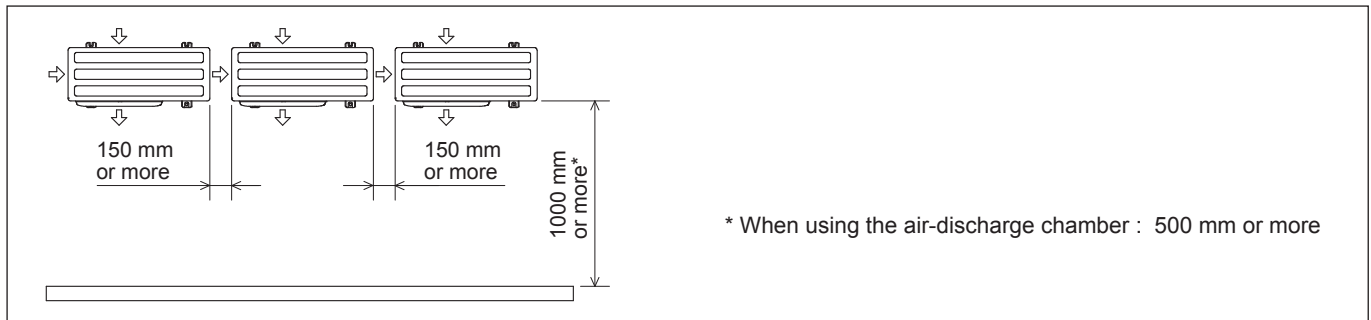 150 mm
or more
150 mm
or more
1000 mm
or more*
* When using the air-discharge chamber : 500 mm or more